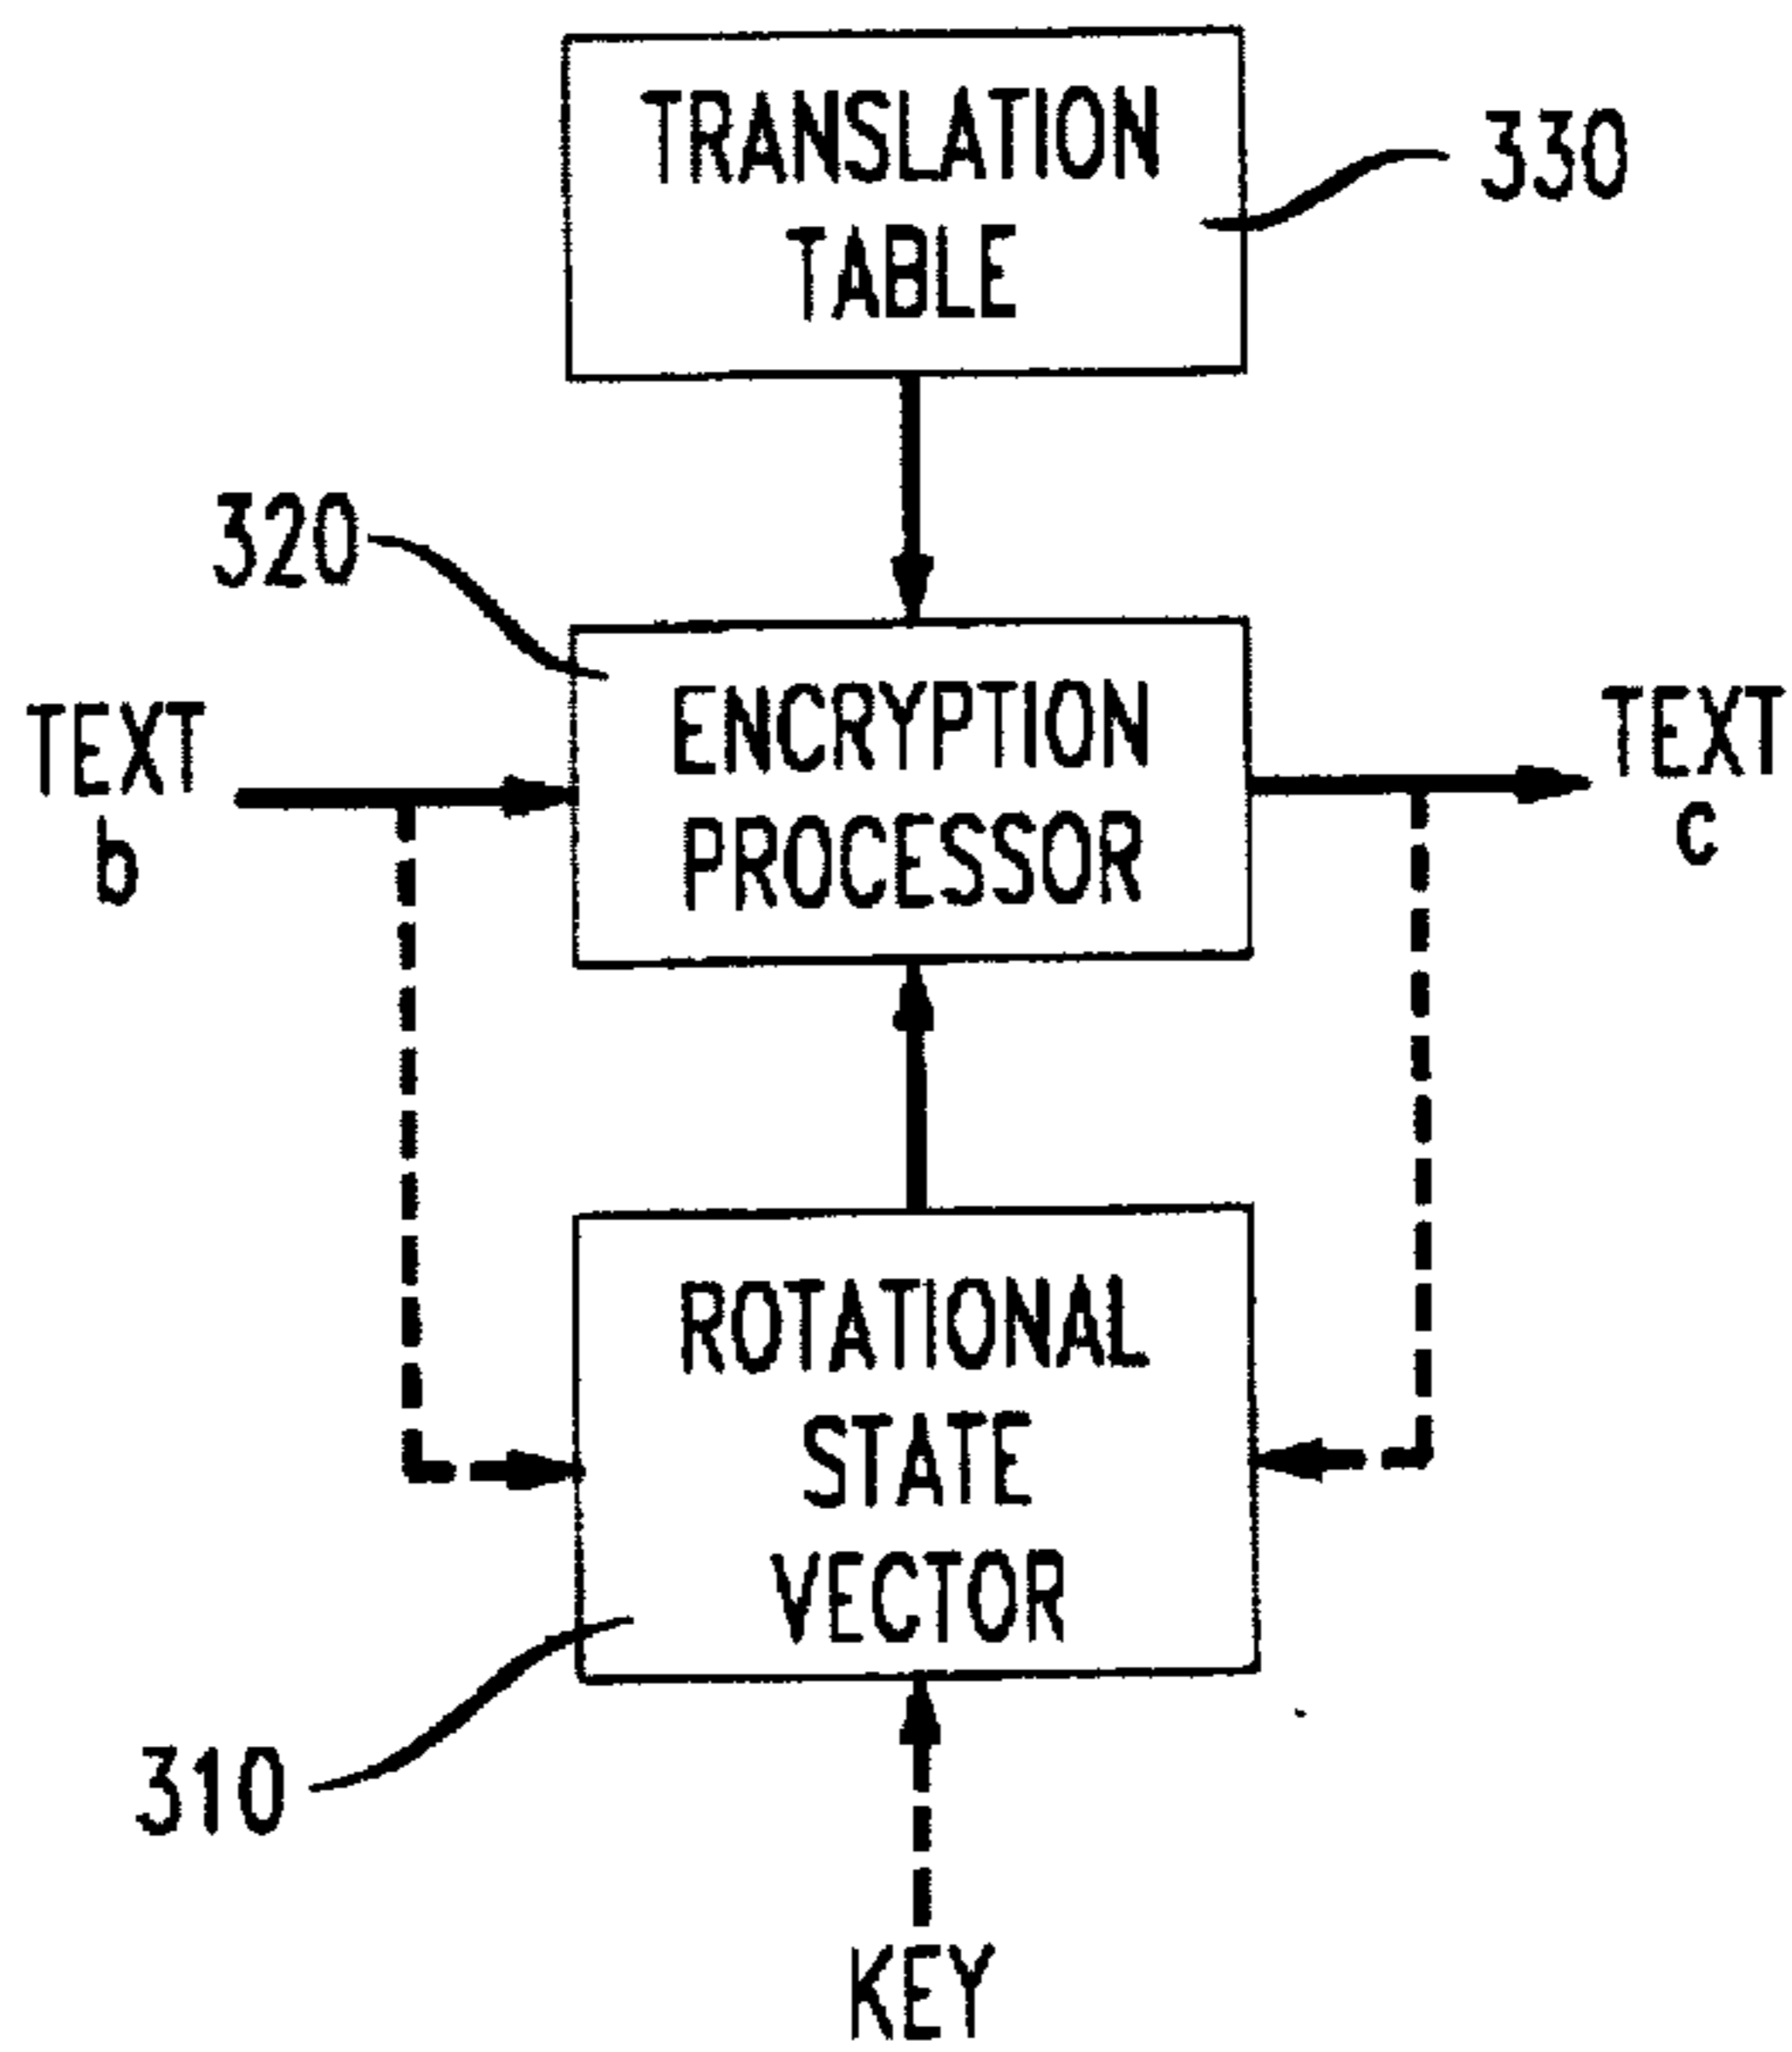 TRANSLATION
TABLE
330
320
TEXT
b
ENCRYPTION
PROCESSOR
TEXT
c
ROTATIONAL
STATE
VECTOR
310
KEY